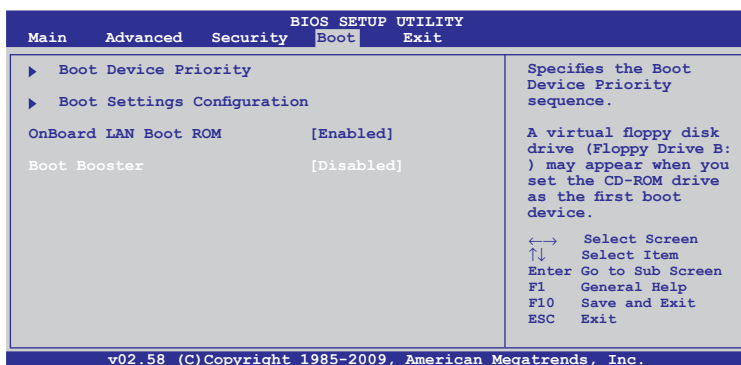 BIOS SETUP UTILITY
Main Advanced Security Boot Exit
Boot Device Priority
Boot Settings Configuration
OnBoard LAN Boot ROM [Enabled]
Boot Booster [Disabled]
Specifies the Boot
Device Priority
sequence.
A virtual floppy disk
drive (Floppy Drive B:
) may appear when you
set the CD-ROM drive
as the first boot
device.
←→ Select Screen
↑↓ Select Item
Enter Go to Sub Screen
F1 General Help
F10 Save and Exit
ESC Exit
v02.58 (C)Copyright 1985-2009, American Megatrends, Inc.